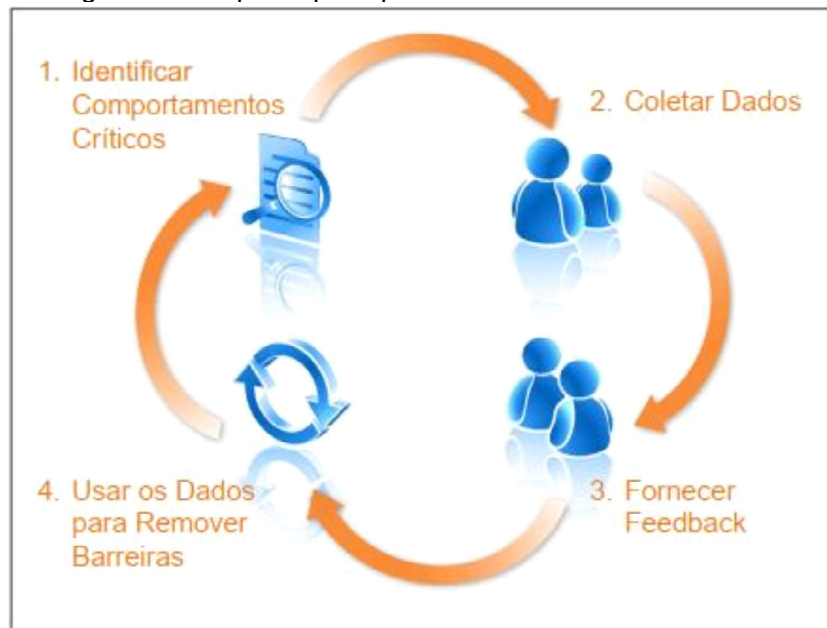 1. Identificar
Comportamentos
Críticos
2. Coletar Dados
3. Fornecer
Feedback
4. Usar os Dados
para Remover
Barreiras